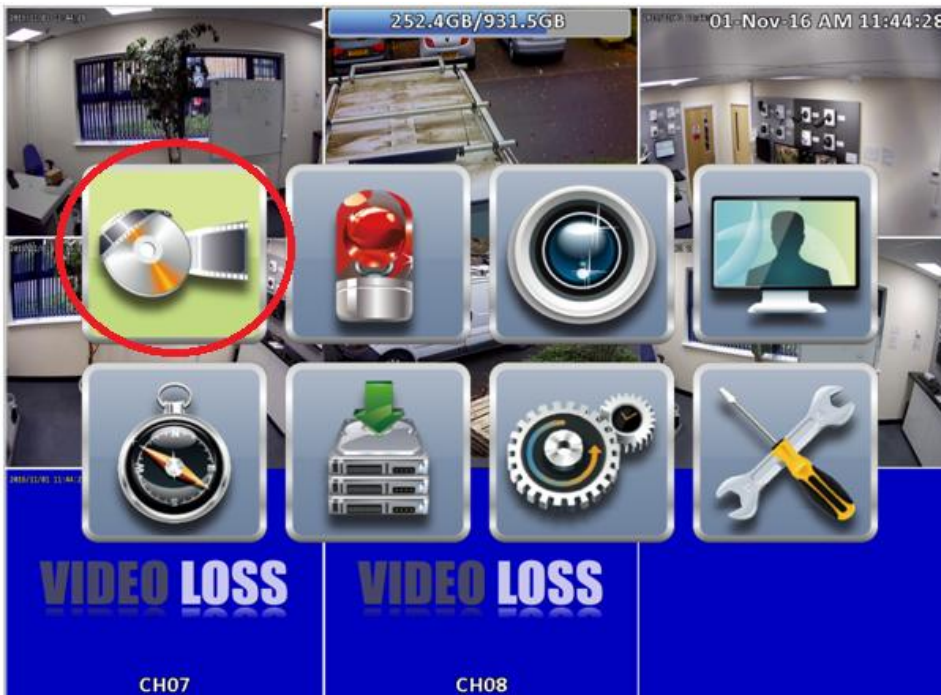 252.4GB/931.5GB
01-Nov-16 AM 11:44:28
VIDEO LOSS
VIDEO LOSS
CH07
CH08